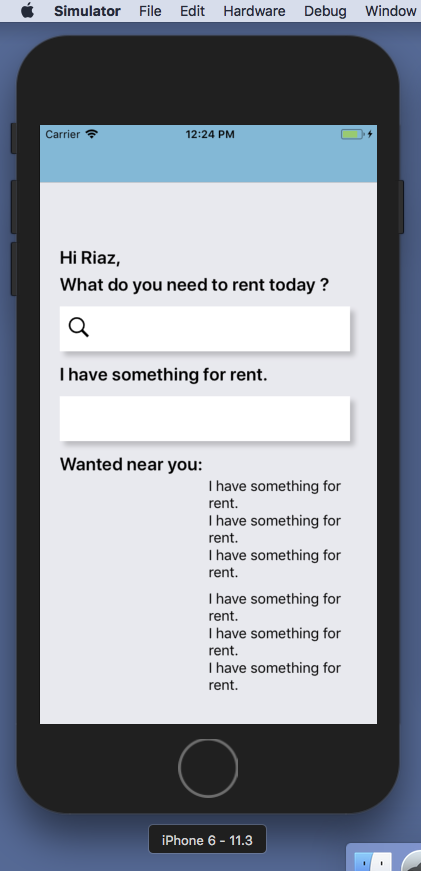 Simulator File Edit Hardware Debug Window
Carrier 12:24 PM
Hi Riaz,
What do you need to rent today ?
I have something for rent.
Wanted near you:
I have something for
rent.
I have something for
rent.
I have something for
rent.
I have something for
rent.
I have something for
rent.
I have something for
rent.
iPhone 6 - 11.3